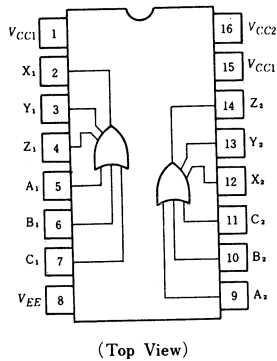 VCC1 1 16 VCC2
X1 2 15 VCC1
Y1 3 14 Z2
Z1 4 13 Y2
A1 5 12 X2
B1 6 11 C2
C1 7 10 B2
VEE 8 9 A2
(Top View)